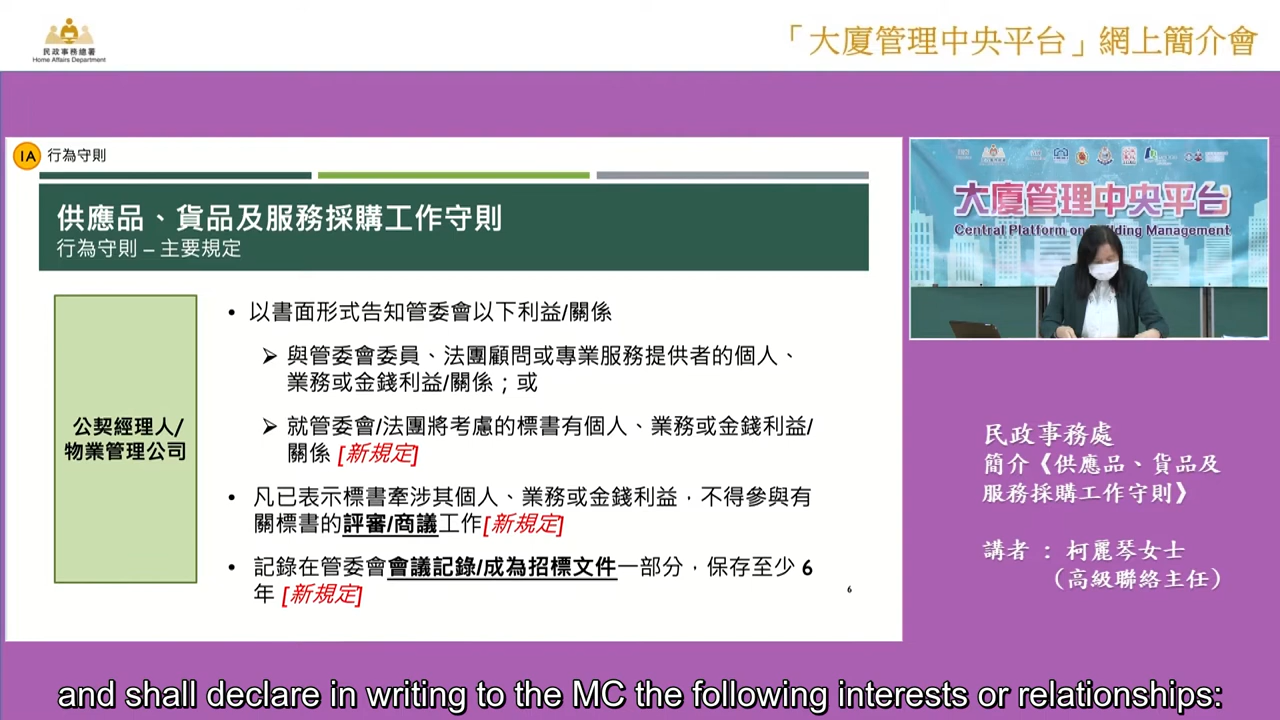 民政事務總署
Home Affairs Department
「大廈管理中央平台」網上簡介會
1A 行為守則
供應品、貨品及服務採購工作守則
行為守則 – 主要規定
公契經理人/
物業管理公司
• 以書面形式告知管委會以下利益/關係
➢ 與管委會委員、法團顧問或專業服務提供者的個人、
業務或金錢利益/關係；或
➢ 就管委會/法團將考慮的標書有個人、業務或金錢利益/
關係 [新規定]
• 凡已表示標書牽涉其個人、業務或金錢利益，不得參與有
關標書的評審/商議工作[新規定]
• 記錄在管委會會議記錄/成為招標文件一部分，保存至少 6
年 [新規定]
6
大廈管理中央平台
Central Platform on Building Management
民政事務處
簡介《供應品、貨品及
服務採購工作守則》
講者 ： 柯麗琴女士
（高級聯絡主任）
and shall declare in writing to the MC the following interests or relationships: